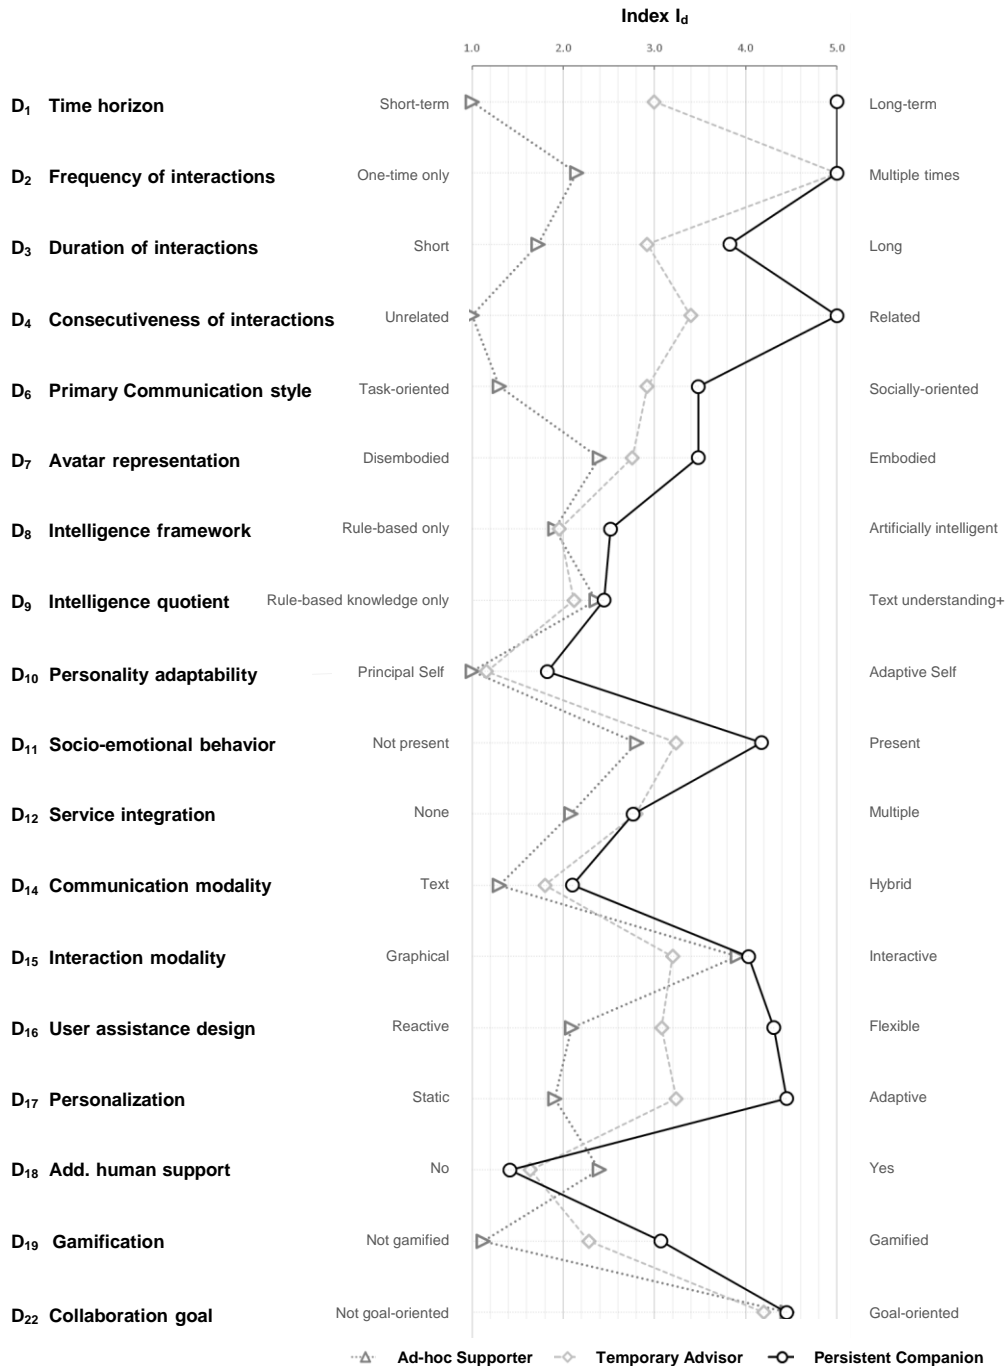 Index Id
1.0 2.0 3.0 4.0 5.0
D1 Time horizon Short-term Long-term
D2 Frequency of interactions One-time only Multiple times
D3 Duration of interactions Short Long
D4 Consecutiveness of interactions Unrelated Related
D6 Primary Communication style Task-oriented Socially-oriented
D7 Avatar representation Disembodied Embodied
D8 Intelligence framework Rule-based only Artificially intelligent
D9 Intelligence quotient Rule-based knowledge only Text understanding+
D10 Personality adaptability Principal Self Adaptive Self
D11 Socio-emotional behavior Not present Present
D12 Service integration None Multiple
D14 Communication modality Text Hybrid
D15 Interaction modality Graphical Interactive
D16 User assistance design Reactive Flexible
D17 Personalization Static Adaptive
D18 Add. human support No Yes
D19 Gamification Not gamified Gamified
D22 Collaboration goal Not goal-oriented Goal-oriented
Ad-hoc Supporter Temporary Advisor Persistent Companion